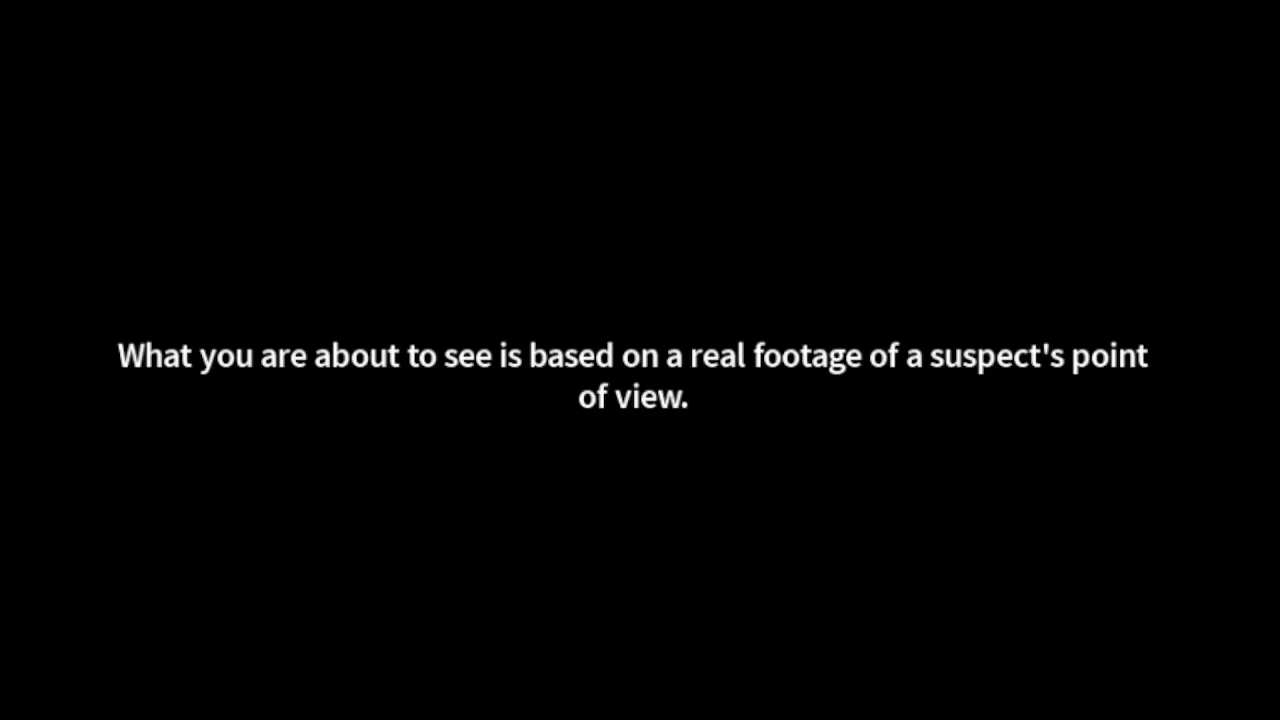 What you are about to see is based on a real footage of a suspect's point
of view.